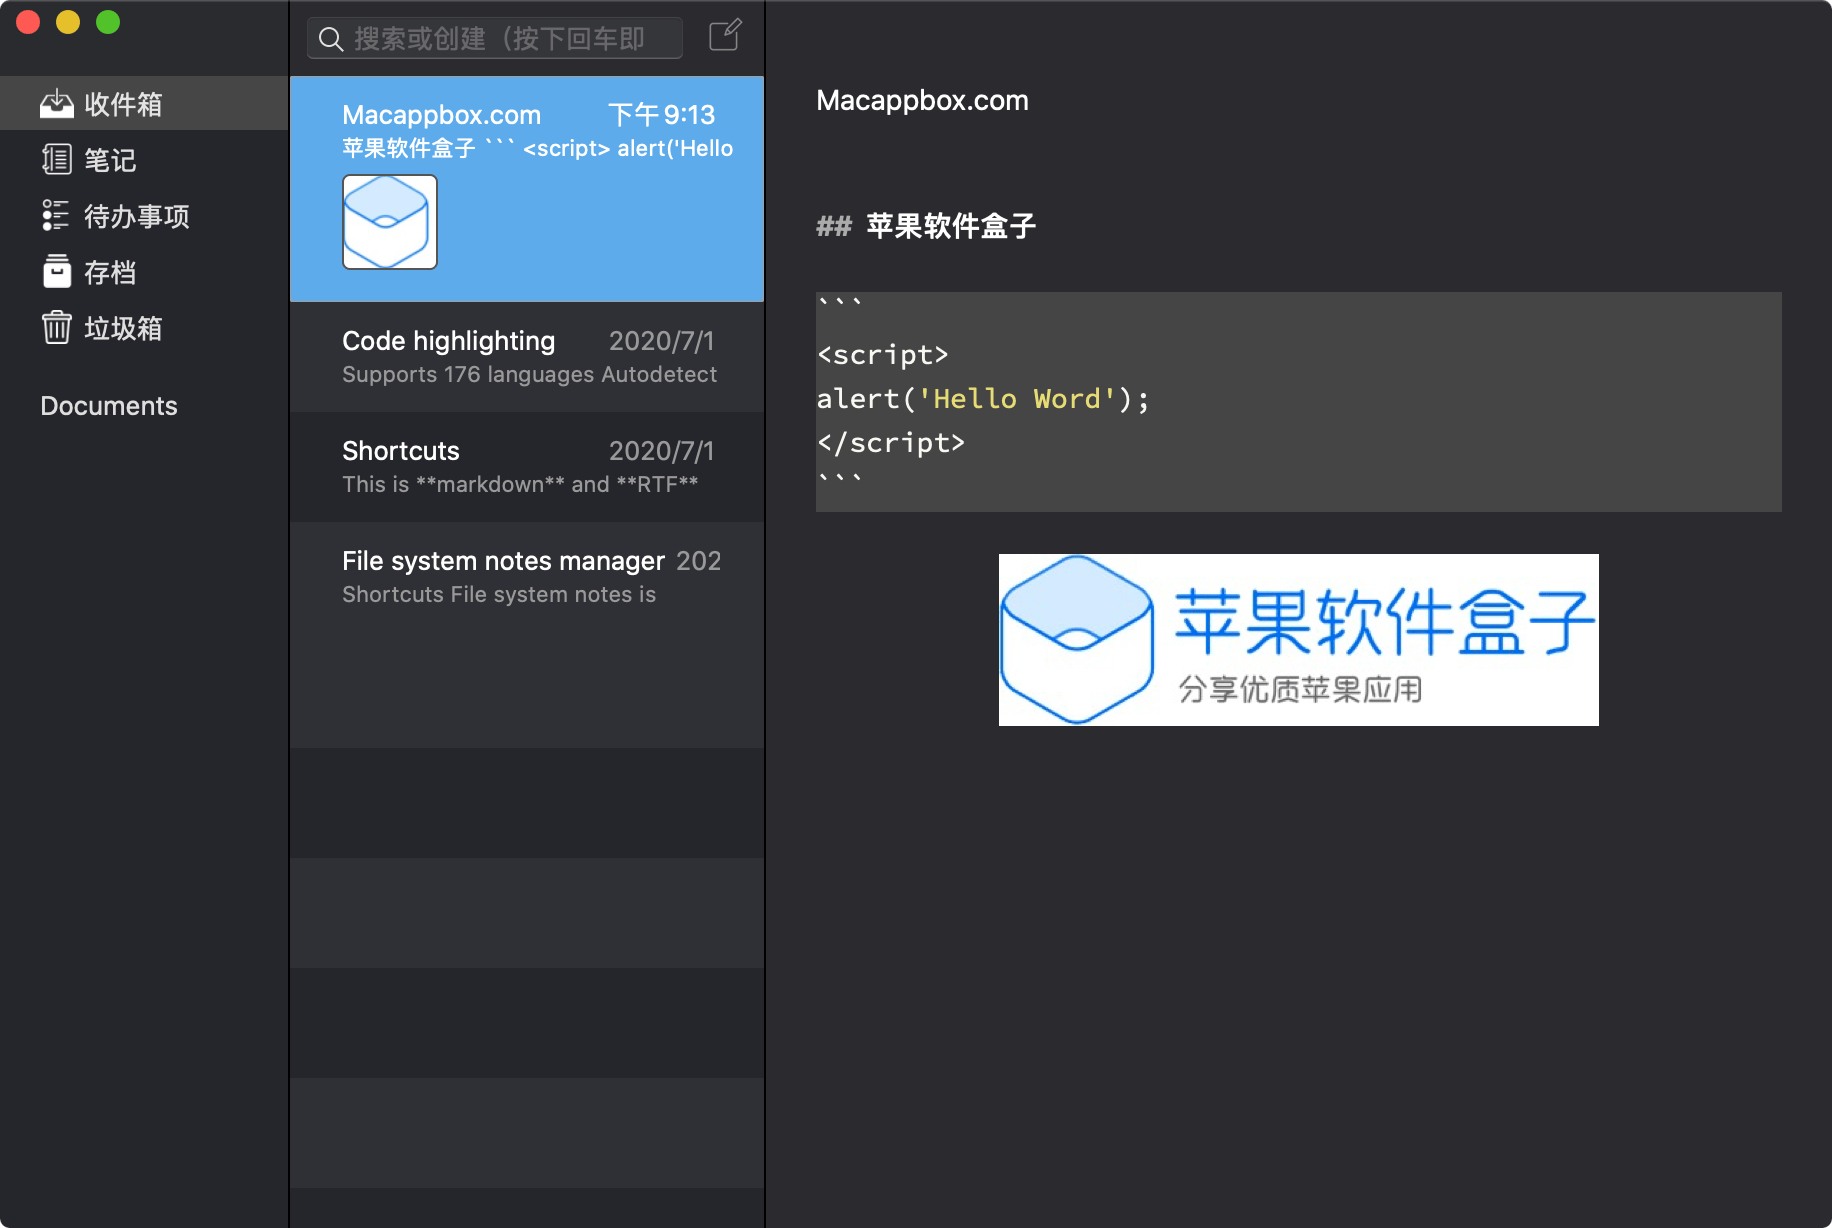 收件箱
笔记
待办事项
存档
垃圾箱
Documents
搜索或创建（按下回车即
Macappbox.com 下午9:13
苹果软件盒子 ``` <script> alert('Hello
Code highlighting 2020/7/1
Supports 176 languages Autodetect
Shortcuts 2020/7/1
This is **markdown** and **RTF**
File system notes manager 202
Shortcuts File system notes is
Macappbox.com
## 苹果软件盒子
```
<script>
alert('Hello Word');
</script>
```
苹果软件盒子
分享优质苹果应用